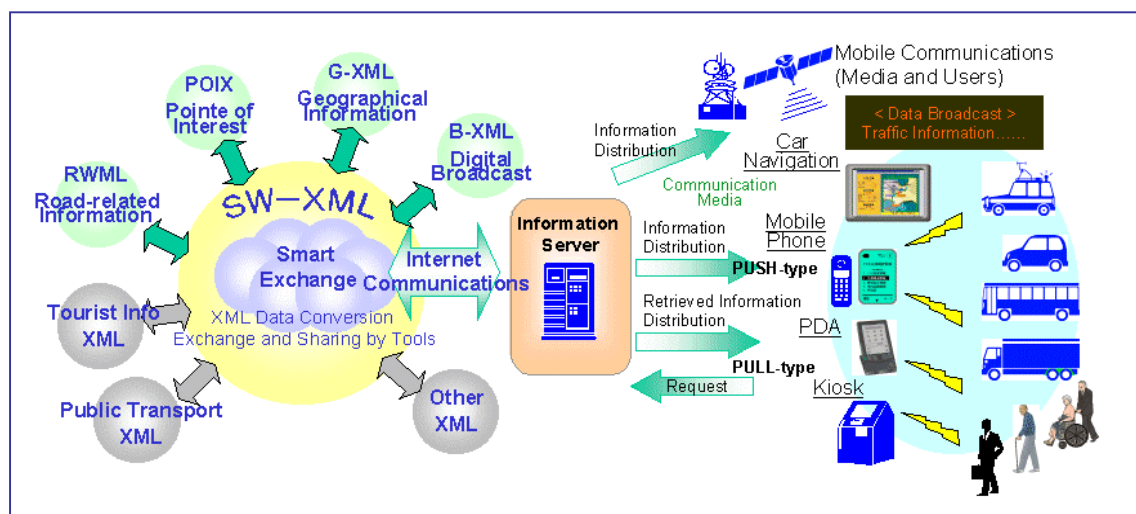 POIX
Pointe of
Interest
G-XML
Geographical
Information
B-XML
Digital
Broadcast
RWML
Road-related
Information
SW-XML
Smart
Exchange
XML Data Conversion
Exchange and Sharing by Tools
Tourist Info
XML
Public Transport
XML
Other
XML
Internet
Communications
Information
Server
Information
Distribution
Communication
Media
Information
Distribution
PUSH-type
Retrieved Information
Distribution
PULL-type
Request
Mobile Communications
(Media and Users)
< Data Broadcast >
Traffic Information......
Car
Navigation
Mobile
Phone
PDA
Kiosk